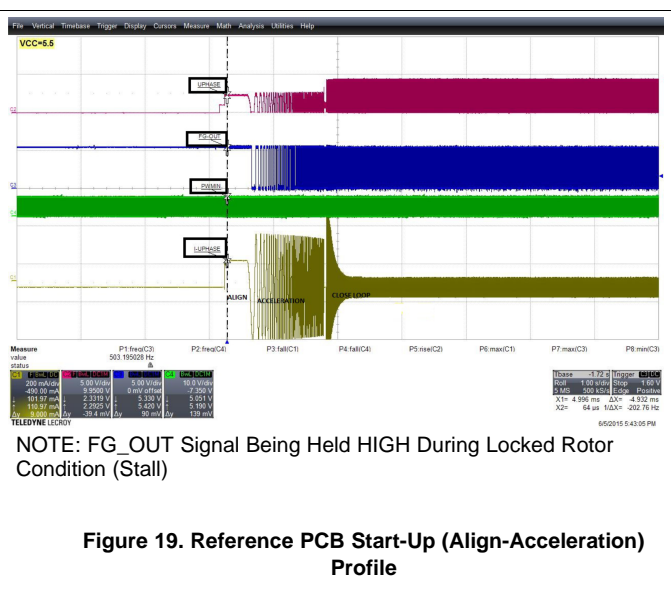 File Vertical Timebase Trigger Display Cursors Measure Math Analysis Utilities Help
VCC=5.5
UPHASE
FG-OUT
PWMIN
I-UPHASE
ALIGN ACCELERATION CLOSE LOOP
Measure P1:freq(C3) P2:freq(C4) P3:fall(C1) P4:fall(C4) P5:rise(C2) P6:max(C1) P7:max(C3) P8:min(C3)
value 503.195028 Hz
status
C1
200 mA/div 5.00 V/div 5.00 V/div 10.0 V/div
-490.00 mA 9.9500 V 0 mV offset -7.350 V
↓ 101.97 mA ↓ 2.3319 V ↓ 5.330 V ↓ 5.051 V
↑ 110.97 mA ↑ 2.2925 V ↑ 5.420 V ↑ 5.190 V
Δy 9.000 mA Δy -39.4 mV Δy 90 mV Δy 139 mV
Tbase -1.72 s Trigger
Roll 1.00 s/div Stop 1.60 V
5 MS 500 kS/s Edge Positive
X1= 4.996 ms ΔX= -4.932 ms
X2= 64 µs 1/ΔX= -202.76 Hz
TELEDYNE LECROY 6/5/2015 5:43:05 PM
NOTE: FG_OUT Signal Being Held HIGH During Locked Rotor
Condition (Stall)
Figure 19. Reference PCB Start-Up (Align-Acceleration)
Profile